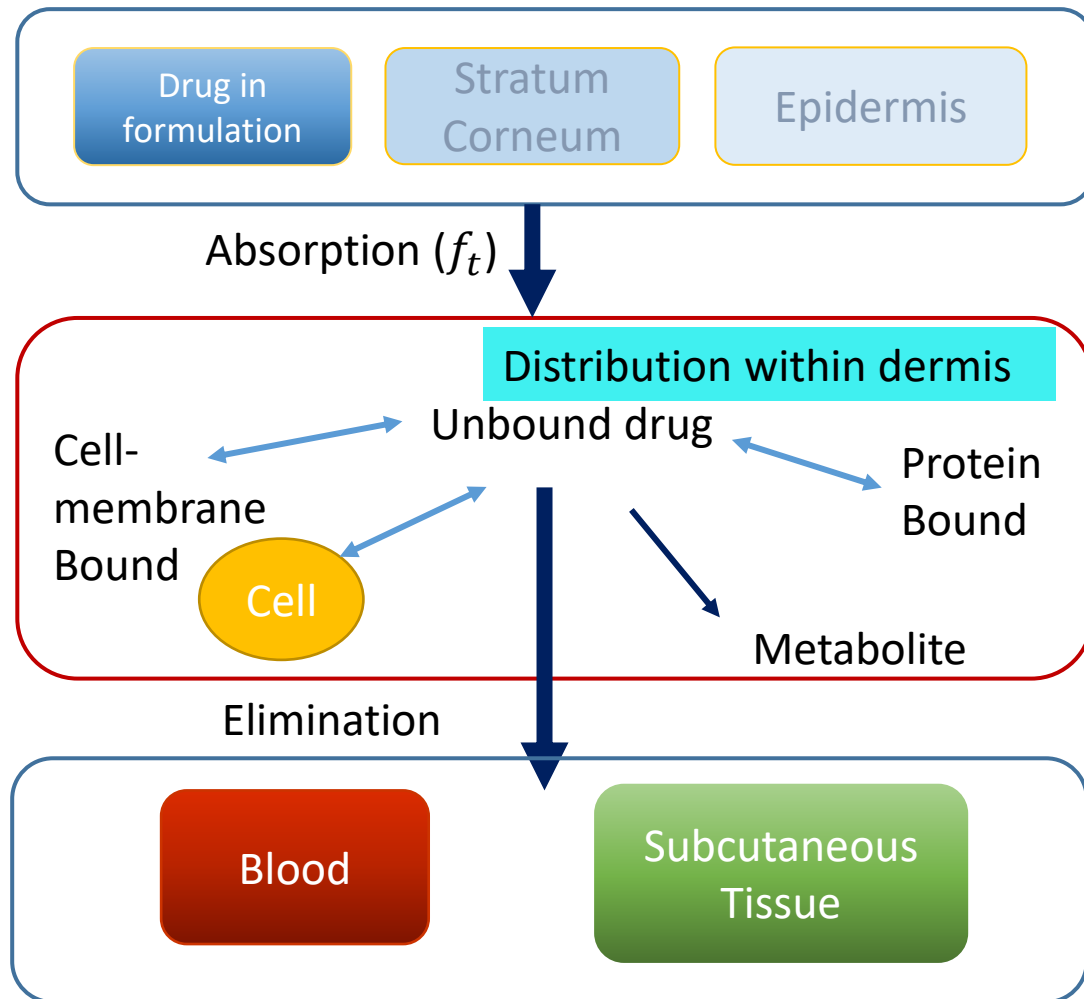 Drug in
formulation
Stratum
Corneum
Epidermis
Absorption (f_t)
Distribution within dermis
Unbound drug
Cell-
membrane
Bound
Protein
Bound
Cell
Metabolite
Elimination
Blood
Subcutaneous
Tissue